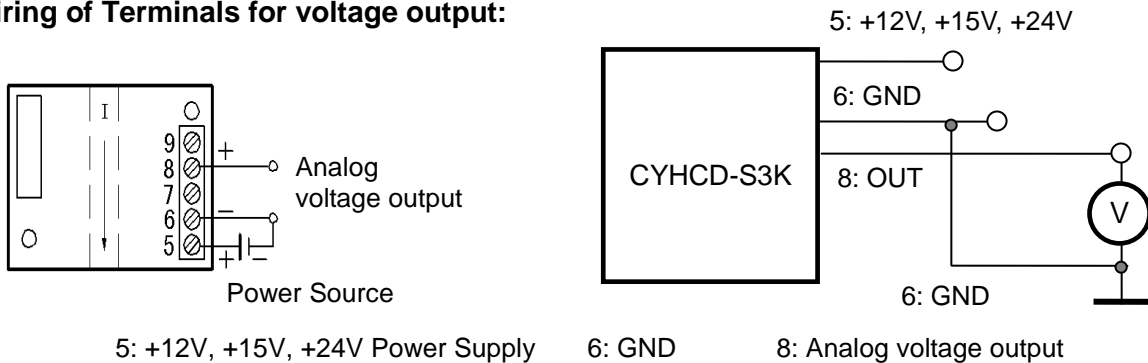 iring of Terminals for voltage output:
I
9
8
7
6
5
+
−
+
−
Analog
voltage output
Power Source
5: +12V, +15V, +24V
6: GND
CYHCD-S3K
8: OUT
V
6: GND
5: +12V, +15V, +24V Power Supply 6: GND 8: Analog voltage output